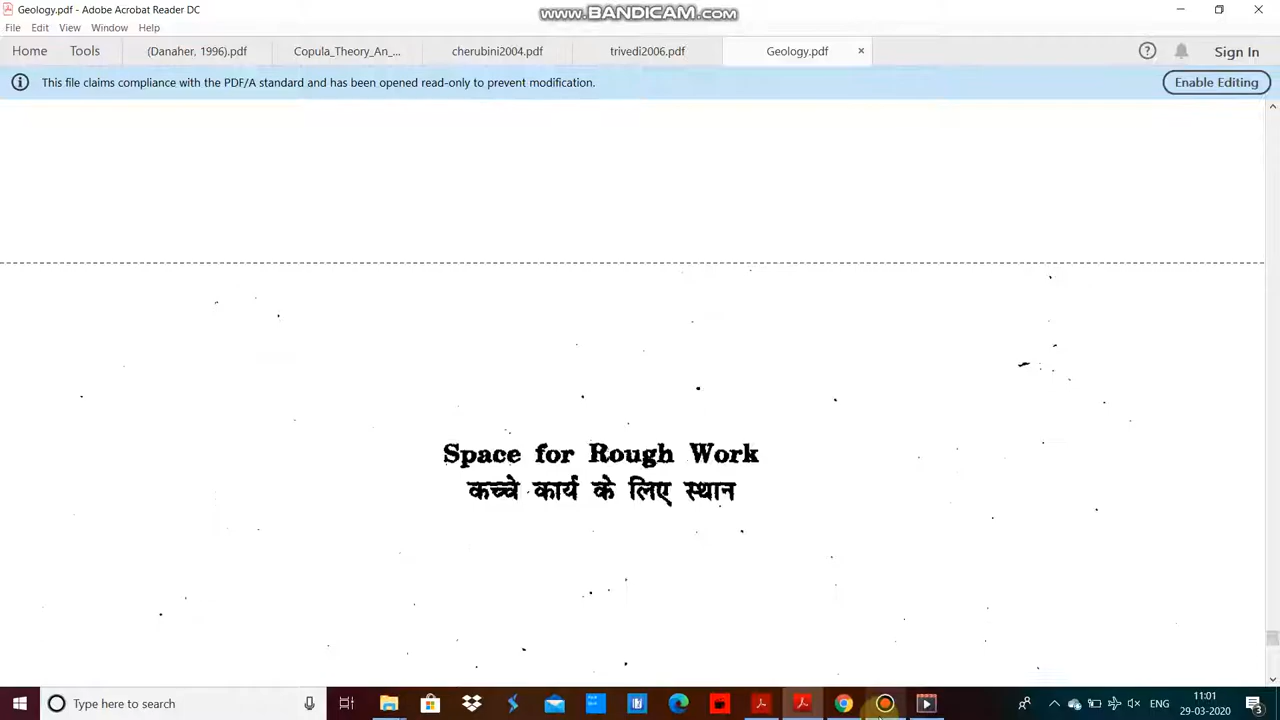 Geology.pdf - Adobe Acrobat Reader DC
www.BANDICAM.com
File Edit View Window Help
Home Tools (Danaher, 1996).pdf Copula_Theory_An_... cherubini2004.pdf trivedi2006.pdf Geology.pdf × Sign In
This file claims compliance with the PDF/A standard and has been opened read-only to prevent modification. Enable Editing
Space for Rough Work
कच्चे कार्य के लिए स्थान
Type here to search ENG 11:01 29-03-2020 3